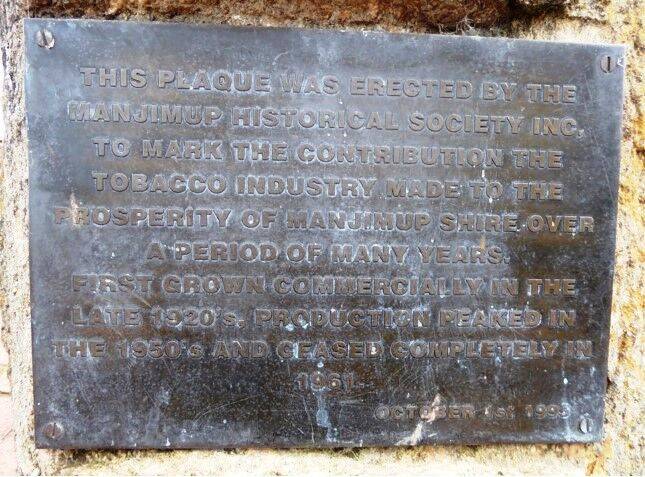 THIS PLAQUE WAS ERECTED BY THE
MANJIMUP HISTORICAL SOCIETY INC.
TO MARK THE CONTRIBUTION THE
TOBACCO INDUSTRY MADE TO THE
PROSPERITY OF MANJIMUP SHIRE OVER
A PERIOD OF MANY YEARS.
FIRST GROWN COMMERCIALLY IN THE
LATE 1920's, PRODUCTION PEAKED IN
THE 1950's AND CEASED COMPLETELY IN
1961.
OCTOBER 1st